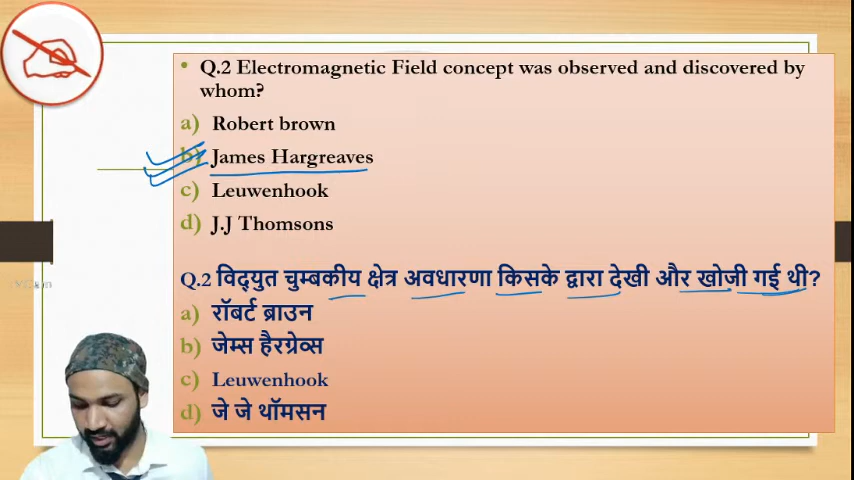 Q.2 Electromagnetic Field concept was observed and discovered by
whom?
a) Robert brown
b) James Hargreaves
c) Leuwenhook
d) J.J Thomsons
Q.2 विद्युत चुम्बकीय क्षेत्र अवधारणा किसके द्वारा देखी और खोजी गई थी?
a) रॉबर्ट ब्राउन
b) जेम्स हैरग्रेव्स
c) Leuwenhook
d) जे जे थॉमसन